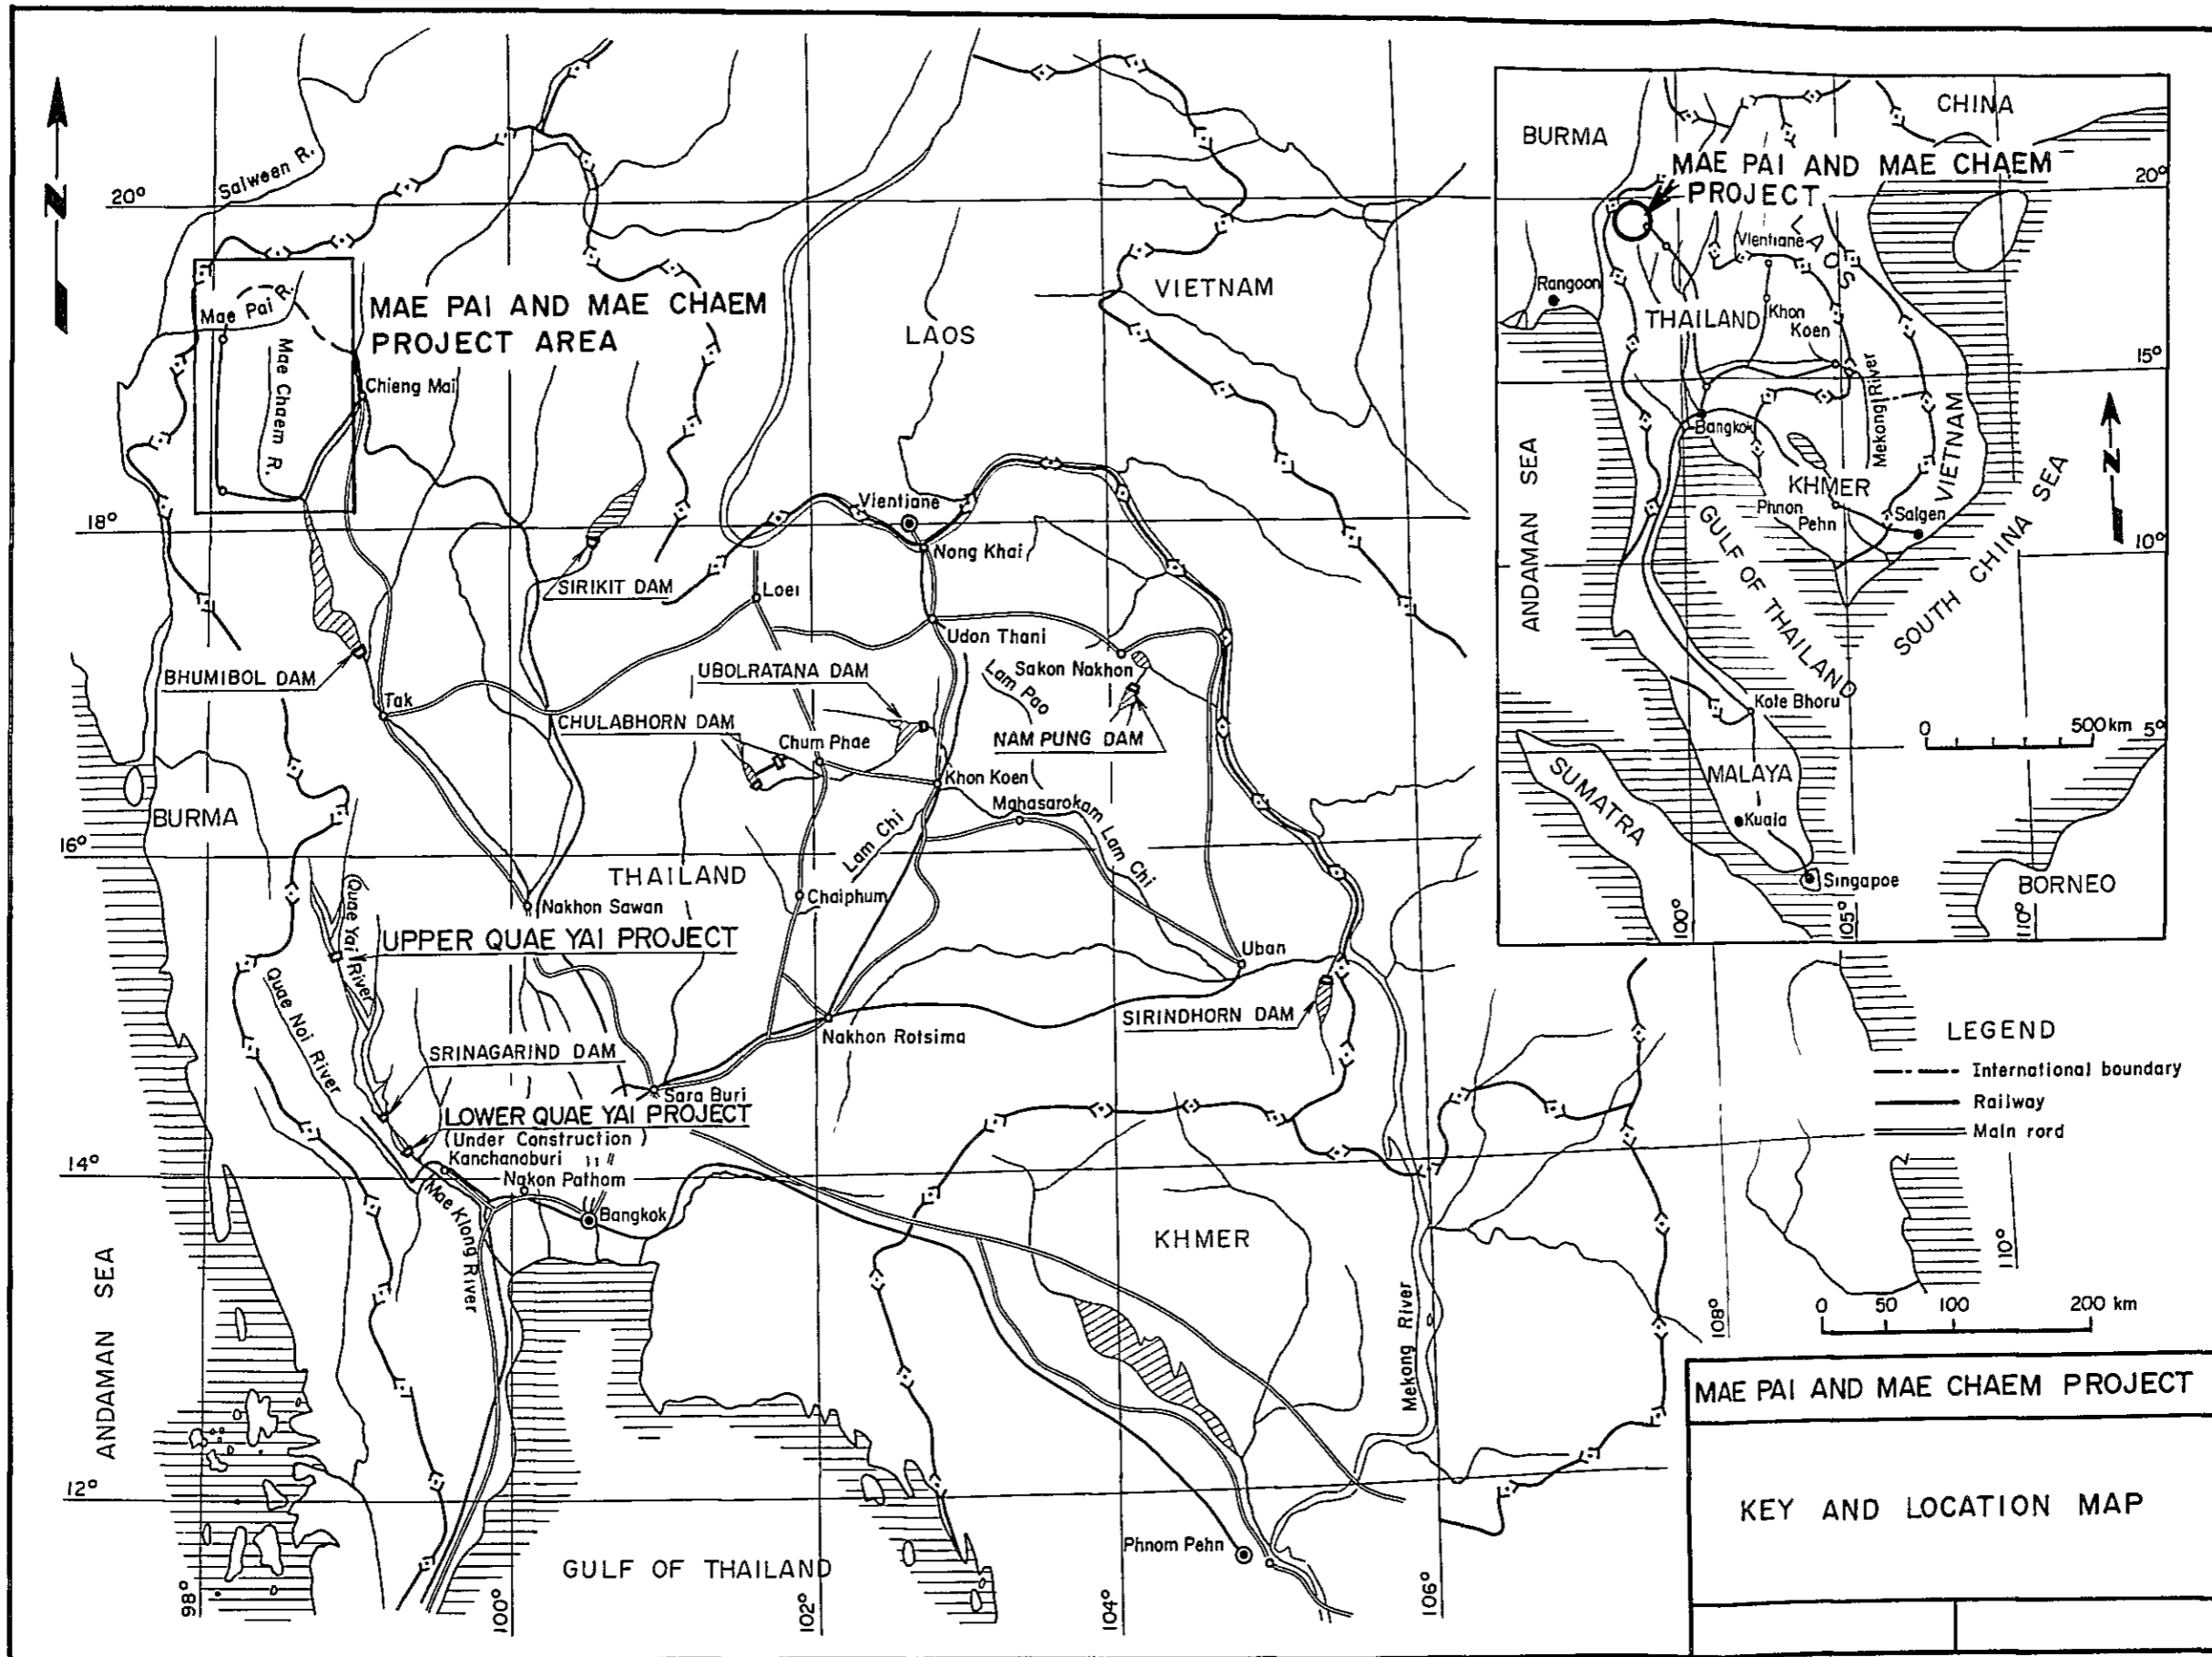 N
Salween R.
20°
Mae Pai R.
MAE PAI AND MAE CHAEM
PROJECT AREA
Mae Chaem R.
Chieng Mai
LAOS
VIETNAM
18°
Vientiane
Nong Khai
SIRIKIT DAM
Loei
Udon Thani
BHUMIBOL DAM
UBOLRATANA DAM
Lam Pao
Sakon Nakhon
Tak
CHULABHORN DAM
Chum Phae
NAM PUNG DAM
Khon Koen
BURMA
Mahasarokam
Lam Chi
Lam Chi
16°
THAILAND
Chaiphum
Nakhon Sawan
Quae Yai River
UPPER QUAE YAI PROJECT
Uban
Quae Noi River
SIRINDHORN DAM
Nakhon Rotsima
SRINAGARIND DAM
Sara Buri
LOWER QUAE YAI PROJECT
(Under Construction)
Kanchanaburi
14°
Nakon Pathom
Mae Klong River
Bangkok
KHMER
ANDAMAN SEA
Mekong River
12°
Phnom Pehn
GULF OF THAILAND
98°
100°
102°
104°
106°
108°
110°
CHINA
BURMA
MAE PAI AND MAE CHAEM
PROJECT
20°
LAOS
Vientiane
Rangoon
THAILAND
Khon
Koen
15°
Mekong River
Bangkok
VIETNAM
N
ANDAMAN SEA
KHMER
Phnon
Pehn
Saigen
10°
GULF OF THAILAND
SOUTH CHINA SEA
Kote Bhoru
0 500km
5°
SUMATRA
MALAYA
Kuala
Singapoe
BORNEO
100°
105°
110°
LEGEND
International boundary
Railway
Main rord
0 50 100 200 km
MAE PAI AND MAE CHAEM PROJECT
KEY AND LOCATION MAP